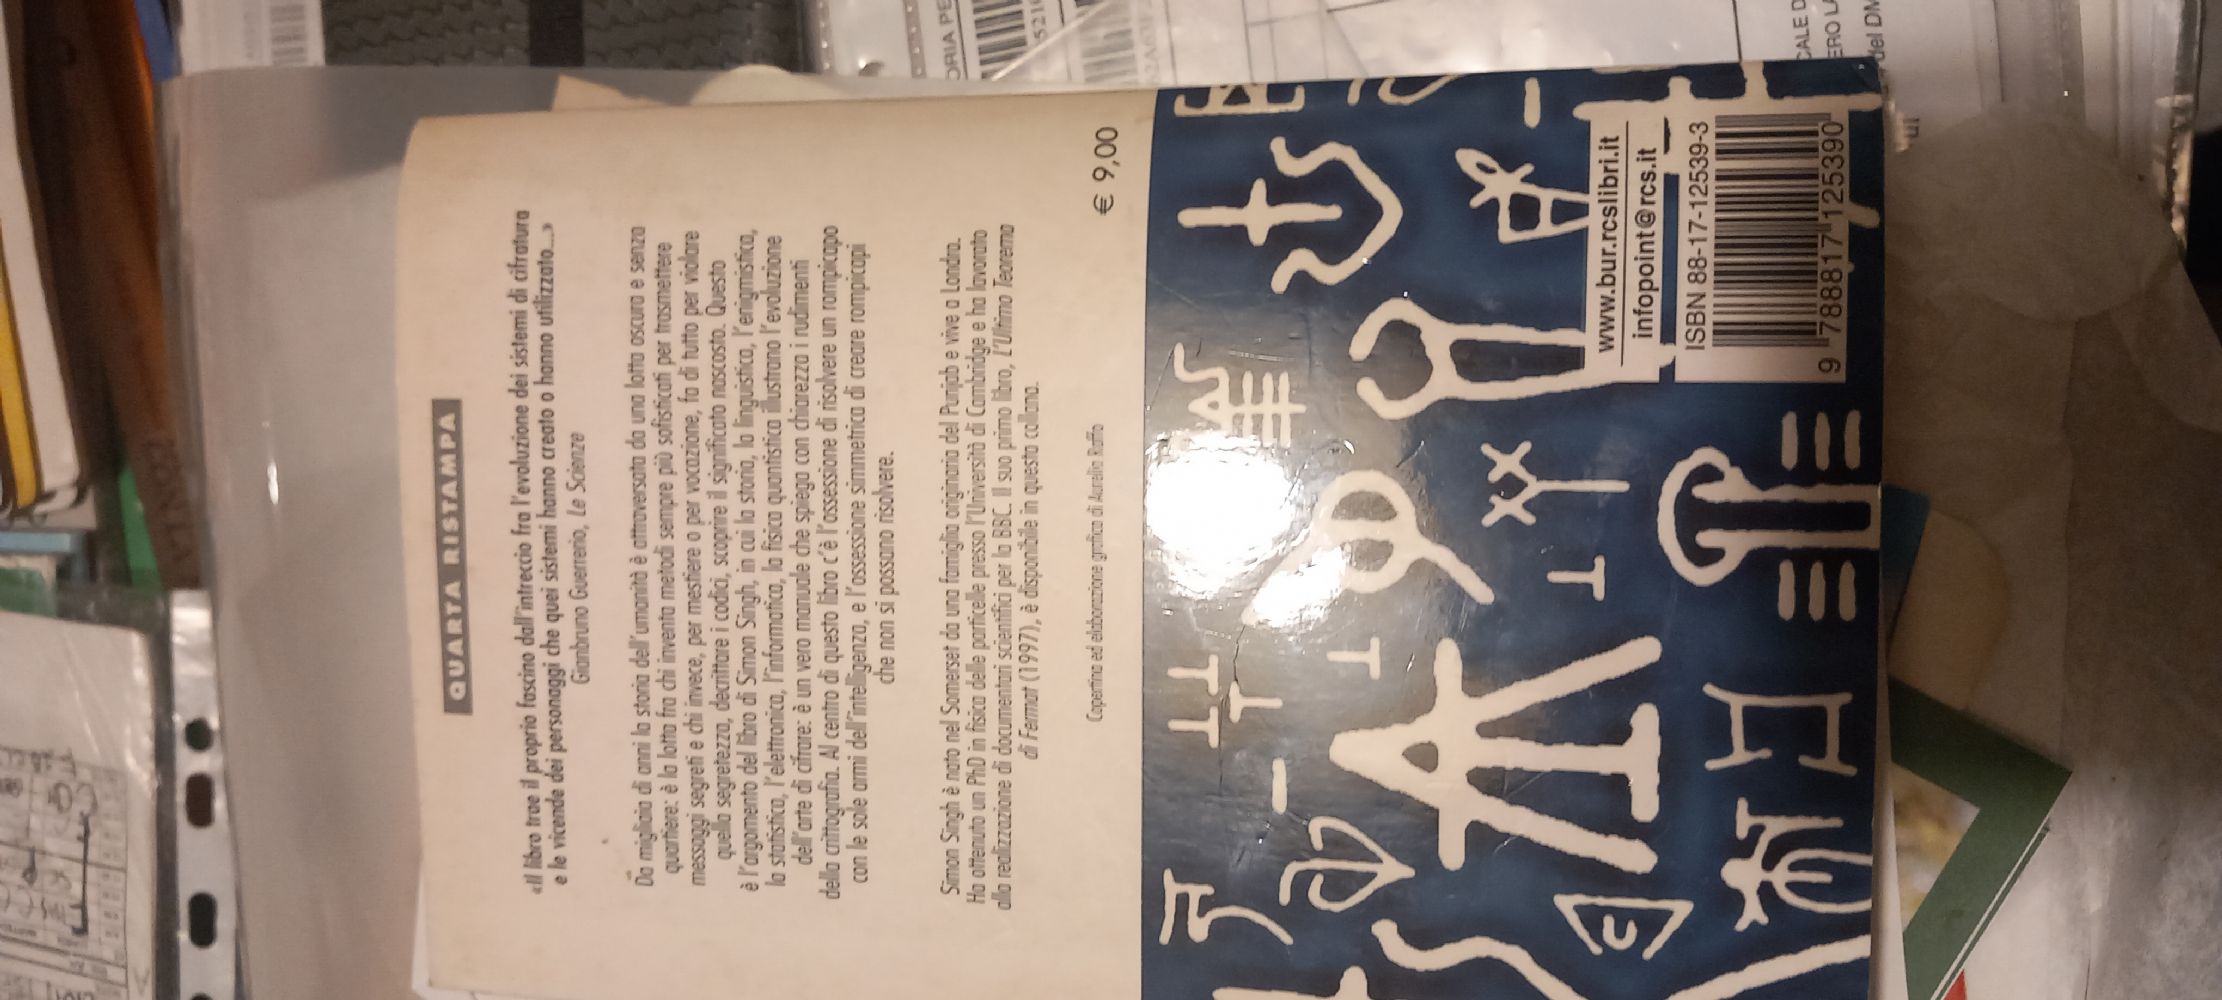 QUARTA RISTAMPA
«Il libro trae il proprio fascino dall'intreccio fra l'evoluzione dei sistemi di cifratura
e le vicende dei personaggi che quei sistemi hanno creato o hanno utilizzato...»
Gianbruno Guerrerio, Le Scienze
Da migliaia di anni la storia dell'umanità è attraversata da una lotta oscura e senza
quartiere: è la lotta fra chi inventa metodi sempre più sofisticati per trasmettere
messaggi segreti e chi invece, per mestiere o per vocazione, fa di tutto per violare
quella segretezza, decrittare i codici, scoprire il significato nascosto. Questo
è l'argomento del libro di Simon Singh, in cui la storia, la linguistica, l'enigmistica,
la statistica, l'elettronica, l'informatica, la fisica quantistica illustrano l'evoluzione
dell'arte di cifrare: è un vero manuale che spiega con chiarezza i rudimenti
della crittografia. Al centro di questo libro c'è l'ossessione di risolvere un rompicapo
con le sole armi dell'intelligenza, e l'ossessione simmetrica di creare rompicapi
che non si possano risolvere.
Simon Singh è nato nel Somerset da una famiglia originaria del Punjab e vive a Londra.
Ha ottenuto un PhD in fisica delle particelle presso l'Università di Cambridge e ha lavorato
alla realizzazione di documentari scientifici per la BBC. Il suo primo libro, L'Ultimo Teorema
di Fermat (1997), è disponibile in questa collana.
Copertina ed elaborazione grafica di Aurelia Raffo
€ 9,00
www.bur.rcslibri.it
infopoint@rcs.it
ISBN 88-17-12539-3
9 788817 125390